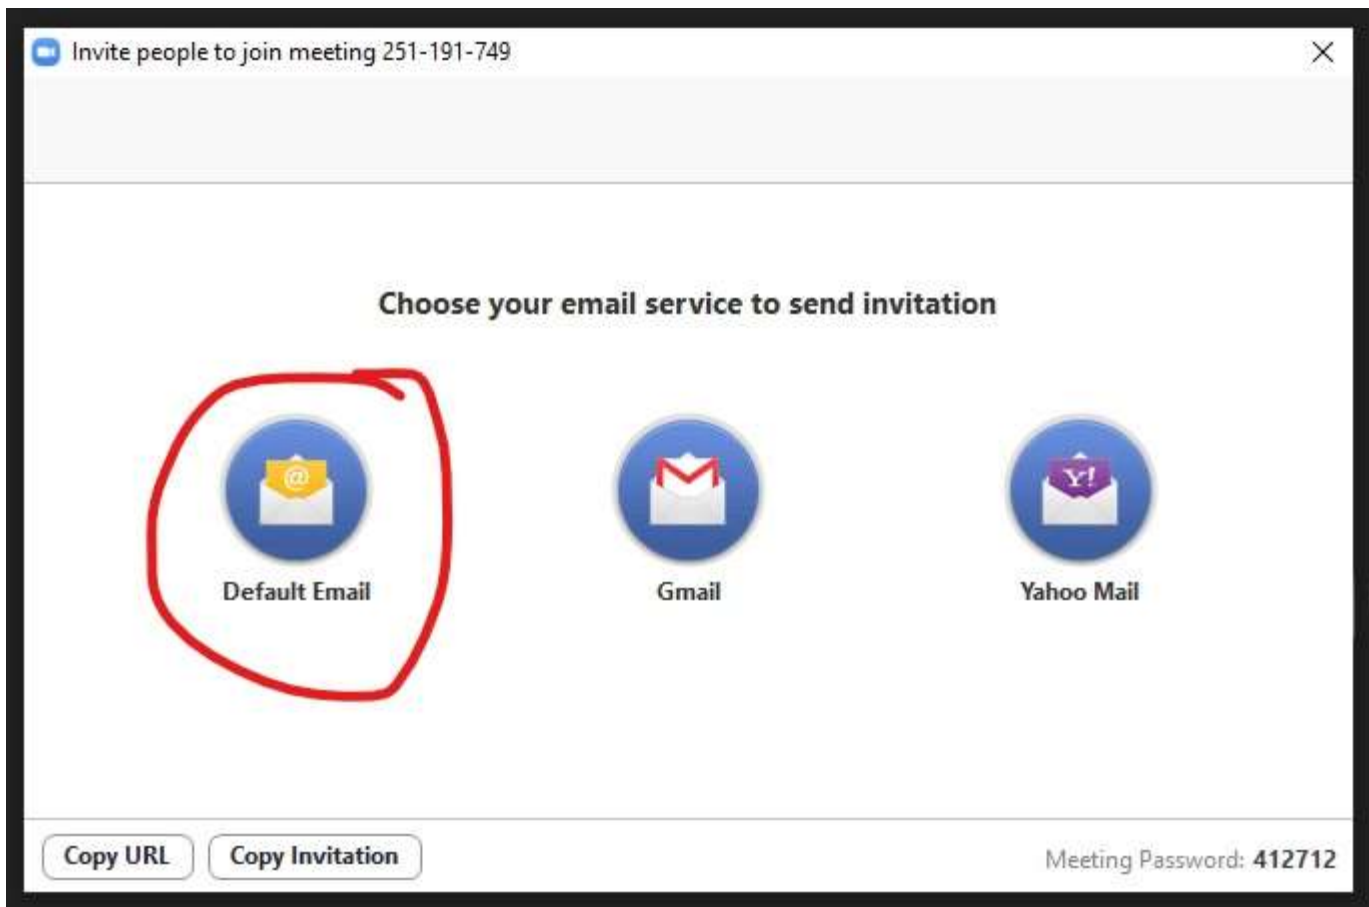 Invite people to join meeting 251-191-749
Choose your email service to send invitation
@
Y!
Default Email
Gmail
Yahoo Mail
Copy URL
Copy Invitation
Meeting Password: 412712